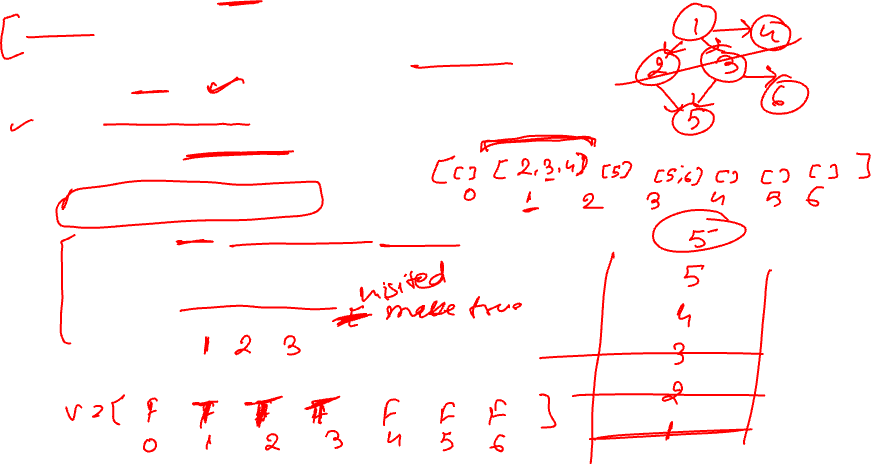 1 4
2 3
6
5
[[] [2,3,4] [5] [5,6] [] [] []]
0 1 2 3 4 5 6
5
5
4
3
2
1
visited
make true
1 2 3
v=[F T T T F F F]
0 1 2 3 4 5 6